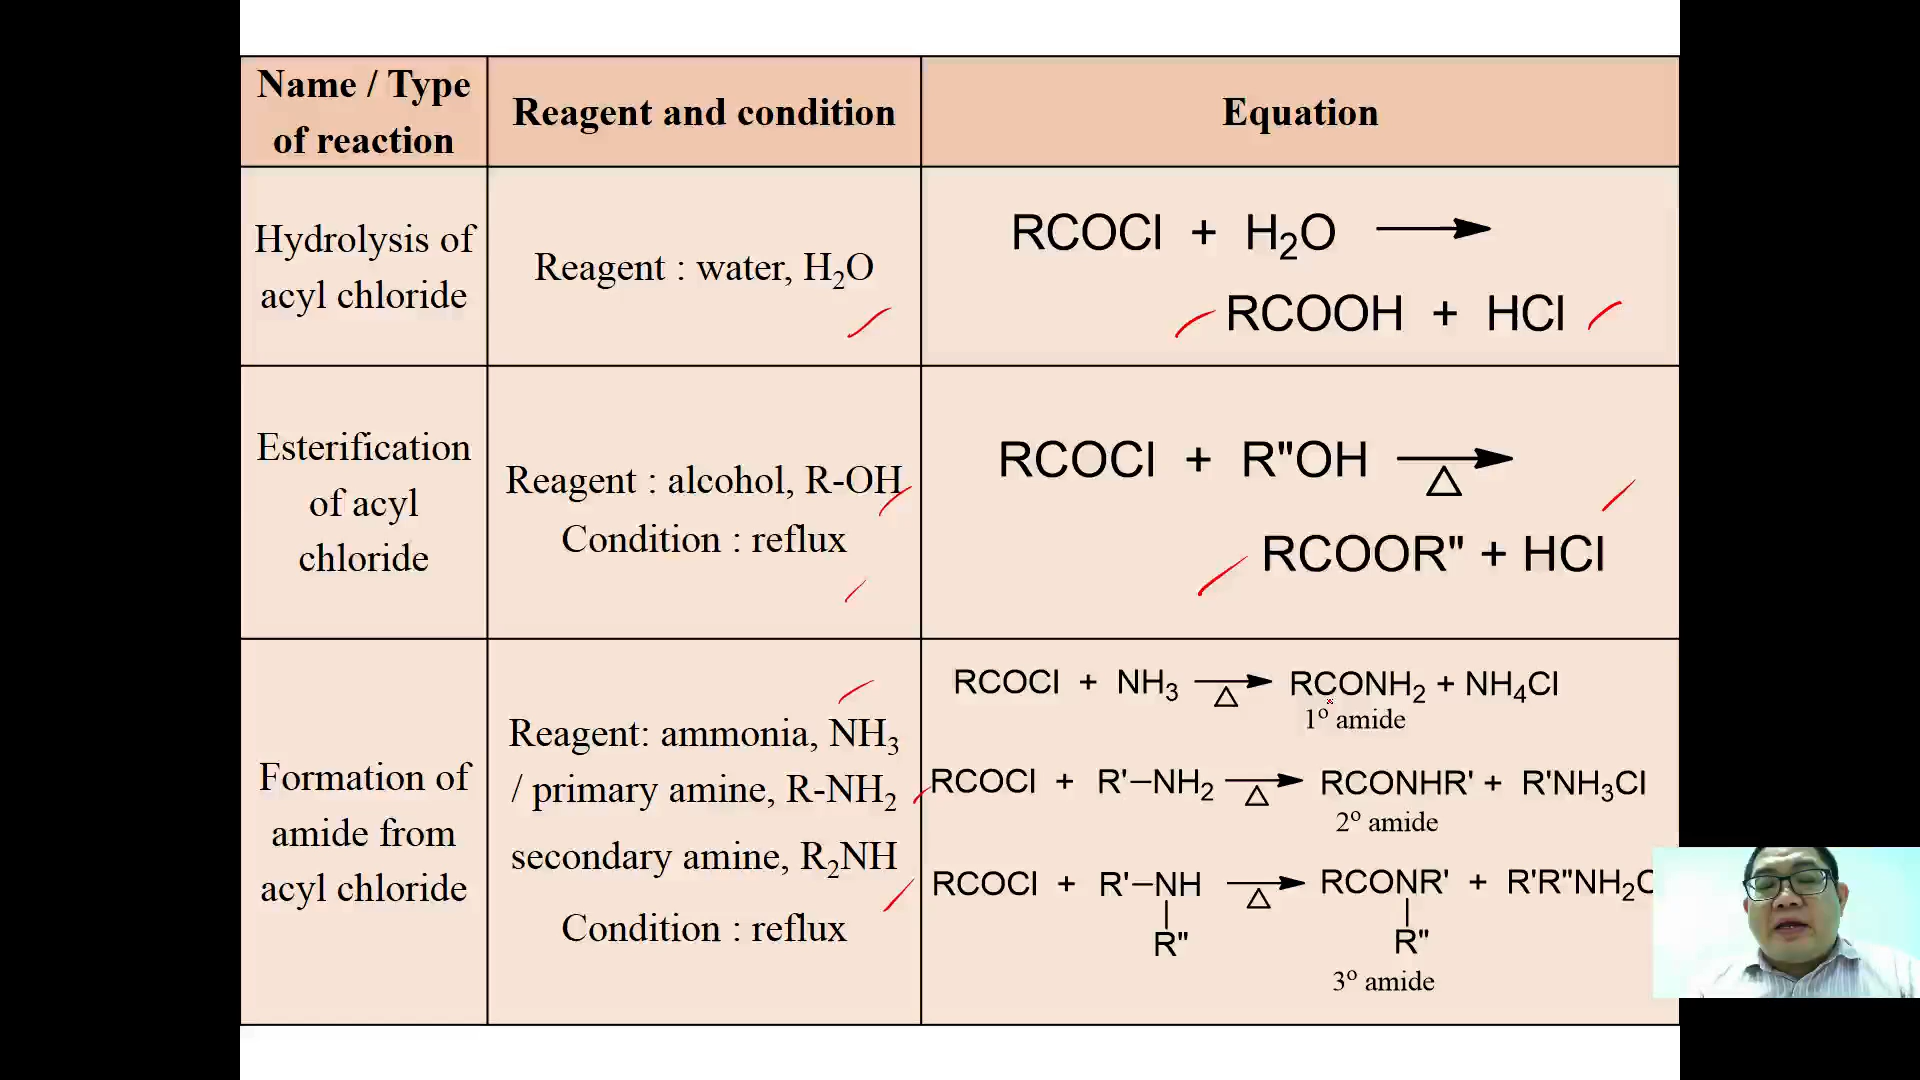 Name / Type
of reaction
Reagent and condition
Equation
Hydrolysis of
acyl chloride
Reagent : water, H₂O
RCOCl + H₂O ⟶
RCOOH + HCl
Esterification
of acyl
chloride
Reagent : alcohol, R-OH
Condition : reflux
RCOCl + R"OH ⟶
△
RCOOR" + HCl
Formation of
amide from
acyl chloride
Reagent: ammonia, NH₃
/ primary amine, R-NH₂
secondary amine, R₂NH
Condition : reflux
RCOCl + NH₃ ⟶ RCONH₂ + NH₄Cl
△
1° amide
RCOCl + R'−NH₂ ⟶ RCONHR' + R'NH₃Cl
△
2° amide
RCOCl + R'−NH ⟶ RCONR' + R'R"NH₂C
△
R" R"
3° amide